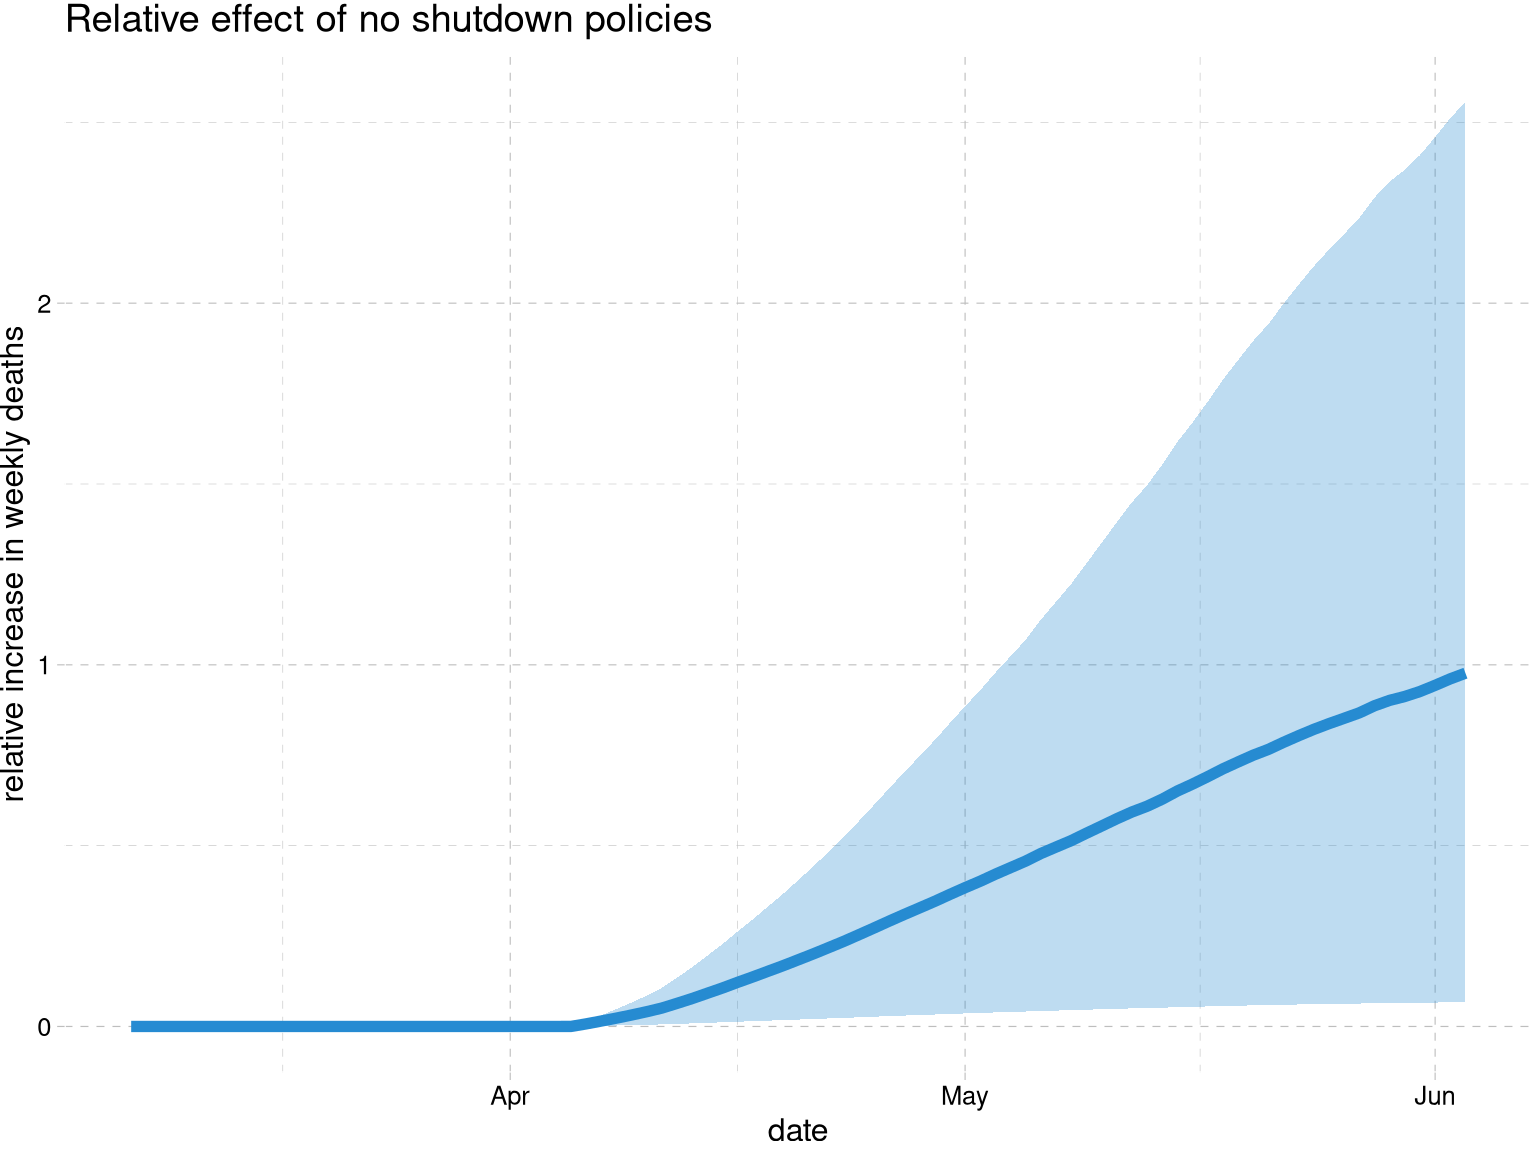 Relative effect of no shutdown policies
relative increase in weekly deaths
2
1
0
Apr May Jun
date